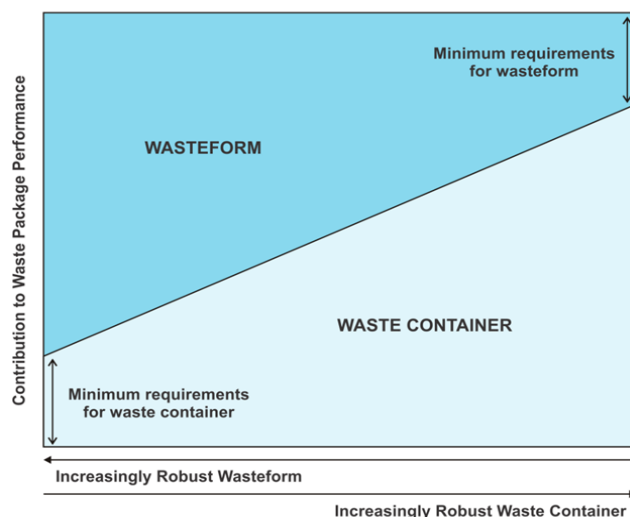 Minimum requirements
for wasteform
WASTEFORM
Contribution to Waste Package Performance
WASTE CONTAINER
Minimum requirements
for waste container
Increasingly Robust Wasteform
Increasingly Robust Waste Container